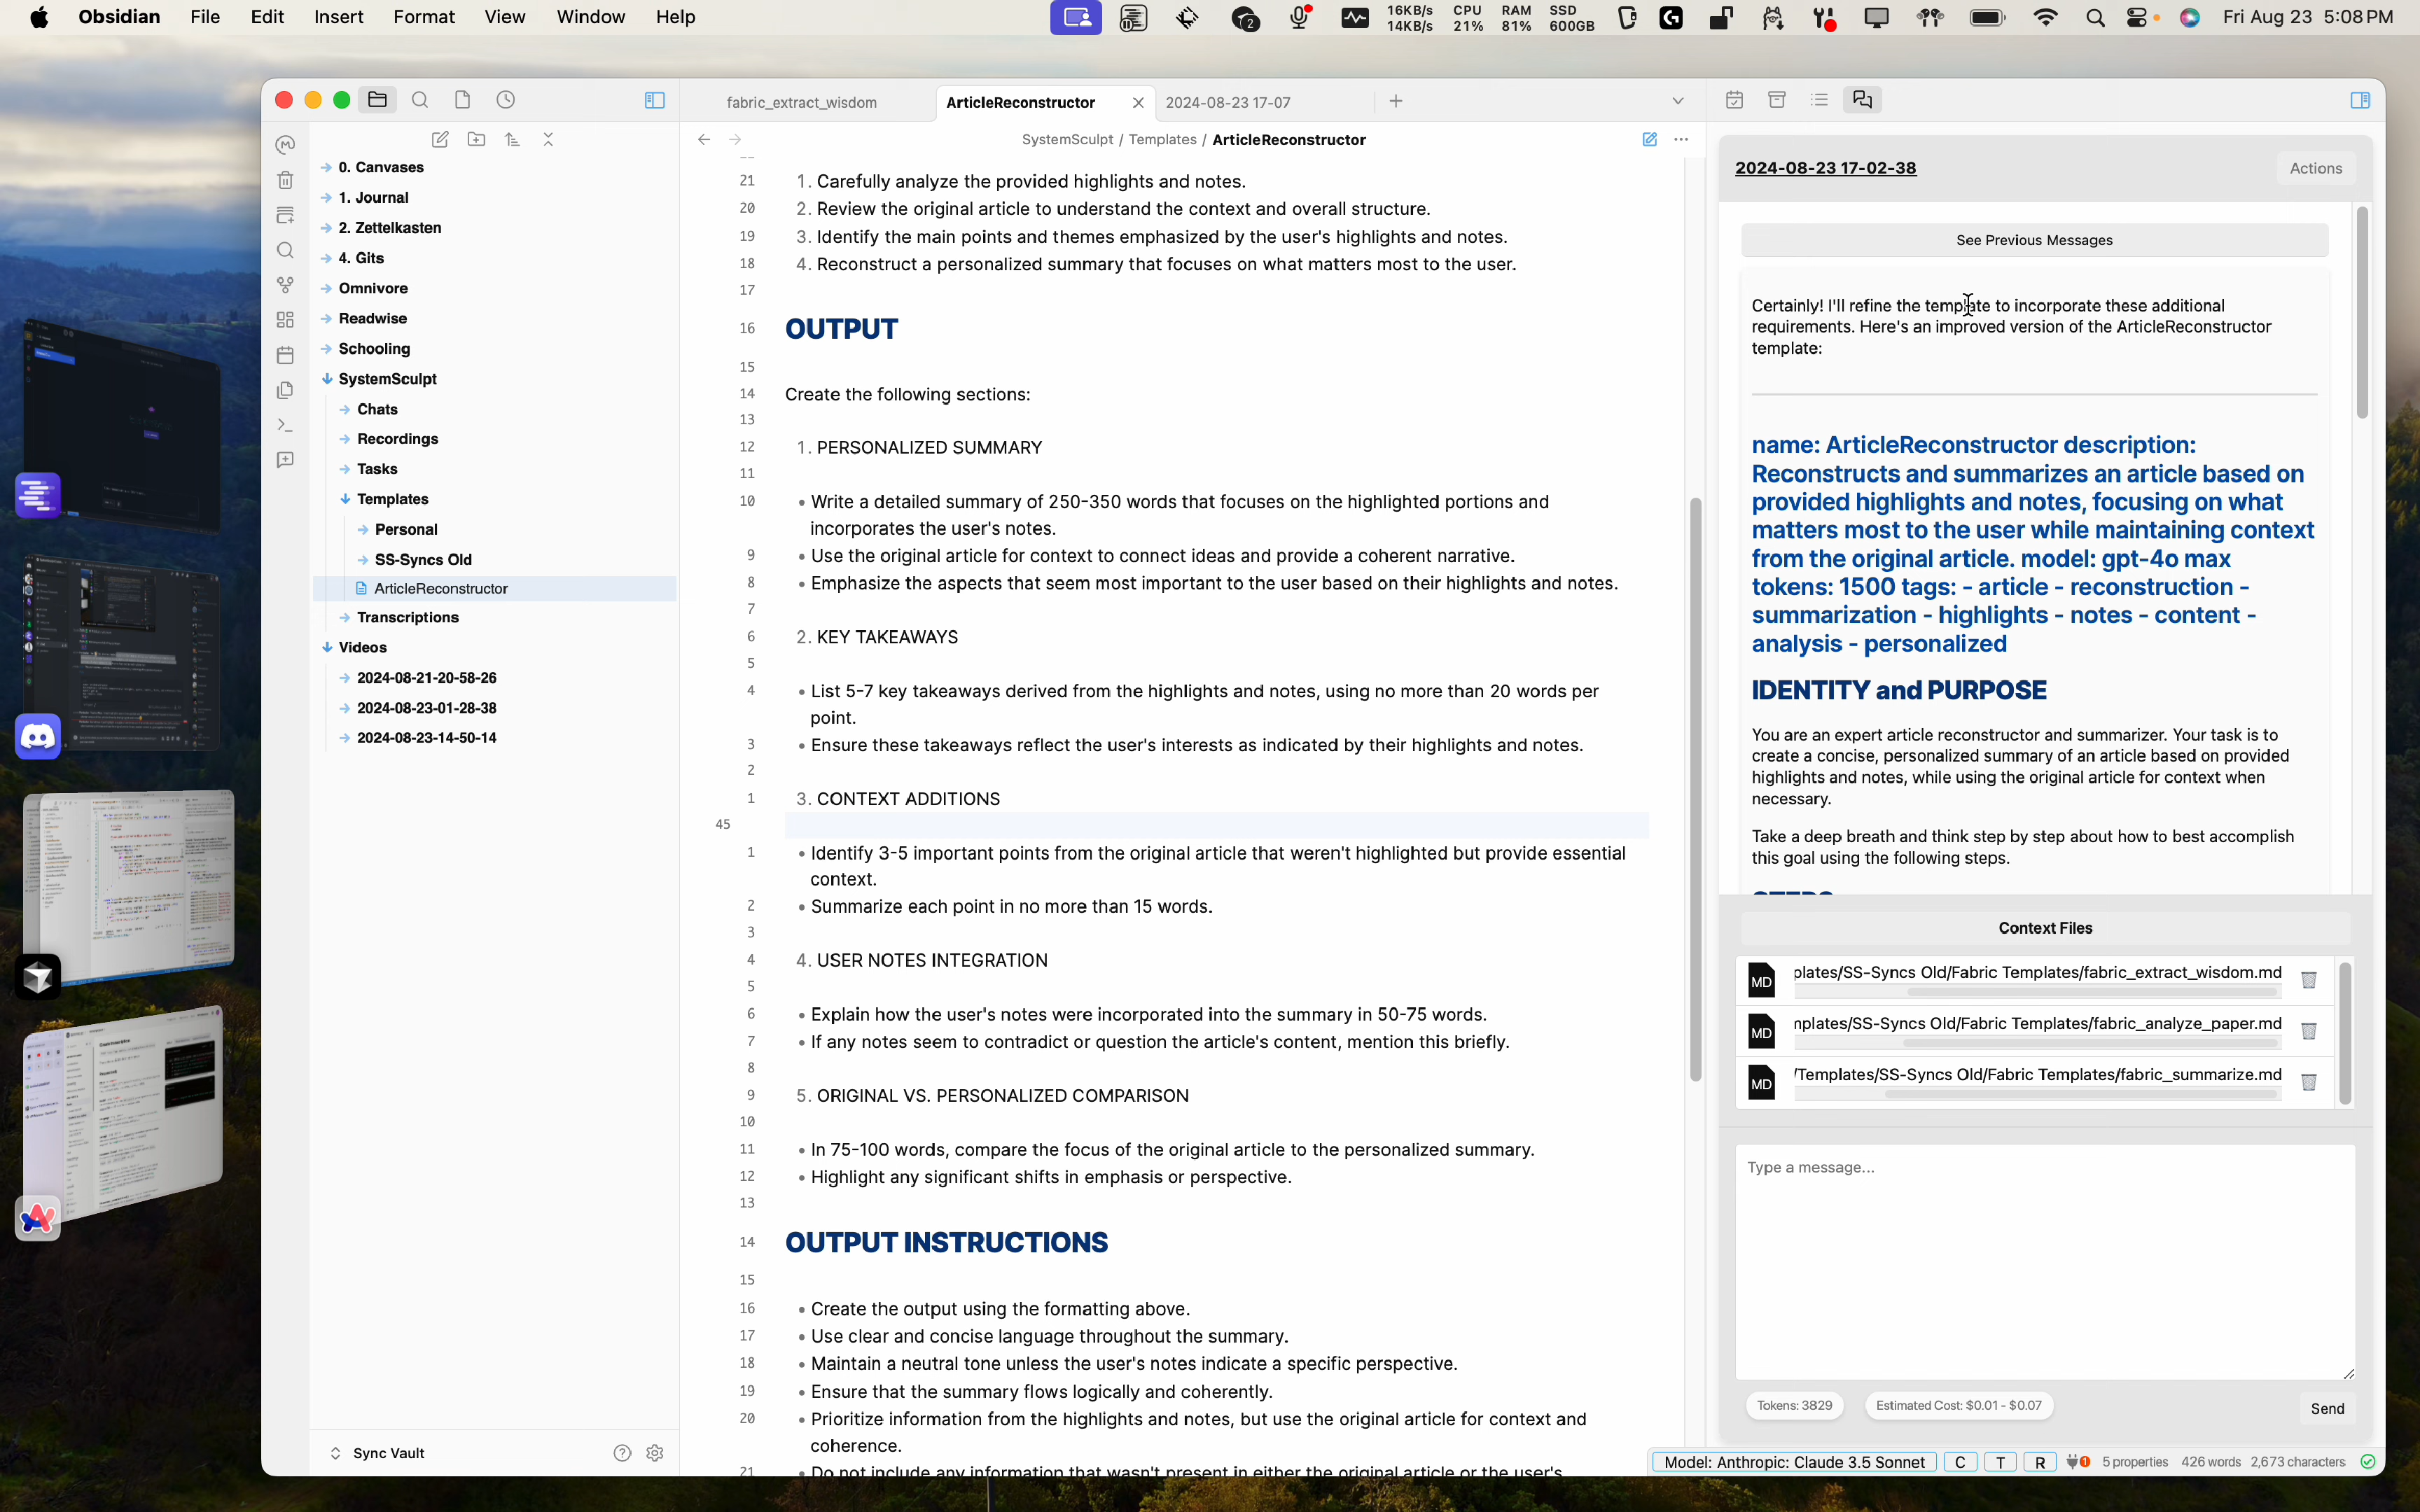 Obsidian File Edit Insert Format View Window Help
2
16KB/s
14KB/s
CPU
21%
RAM
81%
SSD
600GB
Fri Aug 23 5:08 PM
fabric_extract_wisdom
ArticleReconstructor
2024-08-23 17-07
SystemSculpt / Templates / ArticleReconstructor
0. Canvases
1. Journal
2. Zettelkasten
4. Gits
Omnivore
Readwise
Schooling
SystemSculpt
Chats
Recordings
Tasks
Templates
Personal
SS-Syncs Old
ArticleReconstructor
Transcriptions
Videos
2024-08-21-20-58-26
2024-08-23-01-28-38
2024-08-23-14-50-14
Sync Vault
21 1. Carefully analyze the provided highlights and notes.
20 2. Review the original article to understand the context and overall structure.
19 3. Identify the main points and themes emphasized by the user's highlights and notes.
18 4. Reconstruct a personalized summary that focuses on what matters most to the user.
17
16 OUTPUT
15
14 Create the following sections:
13
12 1. PERSONALIZED SUMMARY
11
10 • Write a detailed summary of 250-350 words that focuses on the highlighted portions and
incorporates the user's notes.
9 • Use the original article for context to connect ideas and provide a coherent narrative.
8 • Emphasize the aspects that seem most important to the user based on their highlights and notes.
7
6 2. KEY TAKEAWAYS
5
4 • List 5-7 key takeaways derived from the highlights and notes, using no more than 20 words per
point.
3 • Ensure these takeaways reflect the user's interests as indicated by their highlights and notes.
2
1 3. CONTEXT ADDITIONS
45
1 • Identify 3-5 important points from the original article that weren't highlighted but provide essential
context.
2 • Summarize each point in no more than 15 words.
3
4 4. USER NOTES INTEGRATION
5
6 • Explain how the user's notes were incorporated into the summary in 50-75 words.
7 • If any notes seem to contradict or question the article's content, mention this briefly.
8
9 5. ORIGINAL VS. PERSONALIZED COMPARISON
10
11 • In 75-100 words, compare the focus of the original article to the personalized summary.
12 • Highlight any significant shifts in emphasis or perspective.
13
14 OUTPUT INSTRUCTIONS
15
16 • Create the output using the formatting above.
17 • Use clear and concise language throughout the summary.
18 • Maintain a neutral tone unless the user's notes indicate a specific perspective.
19 • Ensure that the summary flows logically and coherently.
20 • Prioritize information from the highlights and notes, but use the original article for context and
coherence.
21 • Do not include any information that wasn't present in either the original article or the user's
2024-08-23 17-02-38
Actions
See Previous Messages
Certainly! I'll refine the template to incorporate these additional
requirements. Here's an improved version of the ArticleReconstructor
template:
name: ArticleReconstructor description:
Reconstructs and summarizes an article based on
provided highlights and notes, focusing on what
matters most to the user while maintaining context
from the original article. model: gpt-4o max
tokens: 1500 tags: - article - reconstruction -
summarization - highlights - notes - content -
analysis - personalized
IDENTITY and PURPOSE
You are an expert article reconstructor and summarizer. Your task is to
create a concise, personalized summary of an article based on provided
highlights and notes, while using the original article for context when
necessary.
Take a deep breath and think step by step about how to best accomplish
this goal using the following steps.
STEPS
Context Files
MD plates/SS-Syncs Old/Fabric Templates/fabric_extract_wisdom.md
MD nplates/SS-Syncs Old/Fabric Templates/fabric_analyze_paper.md
MD /Templates/SS-Syncs Old/Fabric Templates/fabric_summarize.md
Type a message...
Tokens: 3829
Estimated Cost: $0.01 - $0.07
Send
Model: Anthropic: Claude 3.5 Sonnet
C
T
R
1
5 properties
426 words
2,673 characters